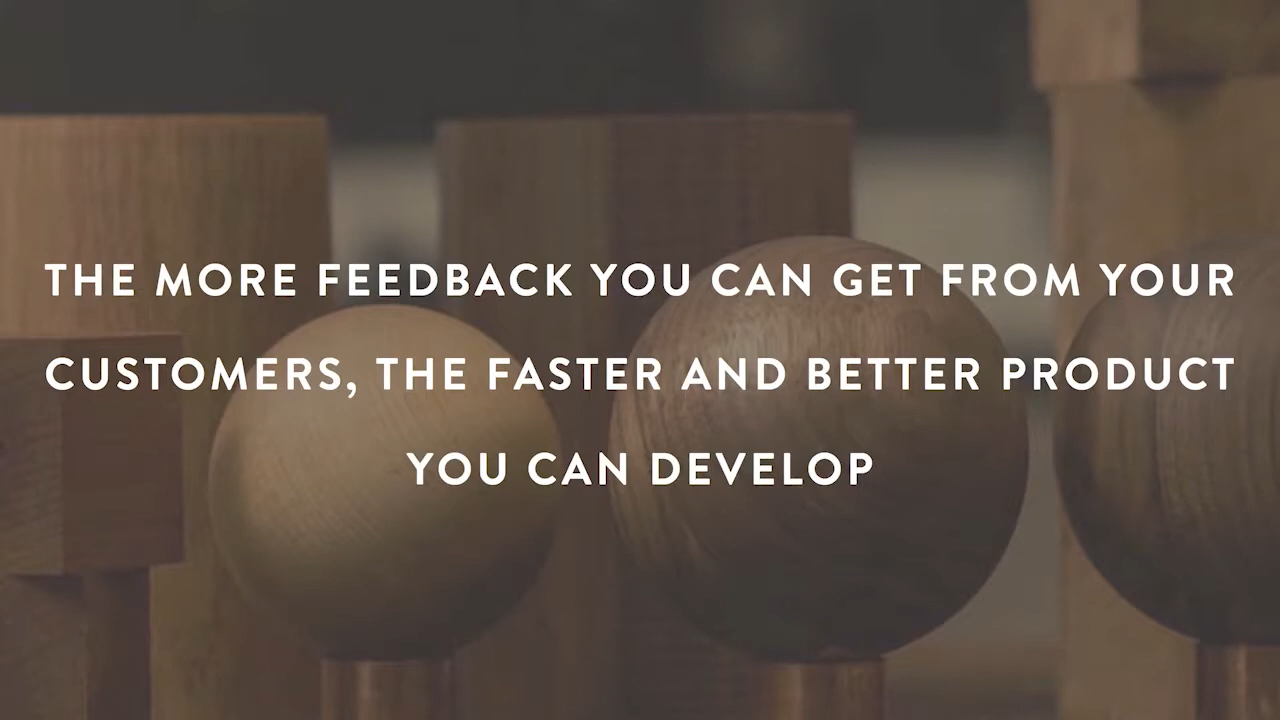 THE MORE FEEDBACK YOU CAN GET FROM YOUR
CUSTOMERS, THE FASTER AND BETTER PRODUCT
YOU CAN DEVELOP